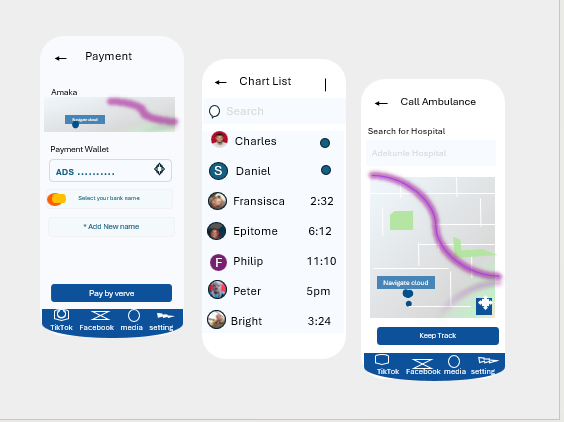 Payment
Amaka
Navigate cloud
Payment Wallet
ADS ..........
Select your bank name
* Add New name
Pay by verve
TikTok Facebook media setting
Chart List
Search
Charles
S Daniel
Fransisca 2:32
Epitome 6:12
F Philip 11:10
Peter 5pm
Bright 3:24
Call Ambulance
Search for Hospital
Adekunle Hospital
Navigate cloud
Keep Track
TikTok Facebook media setting